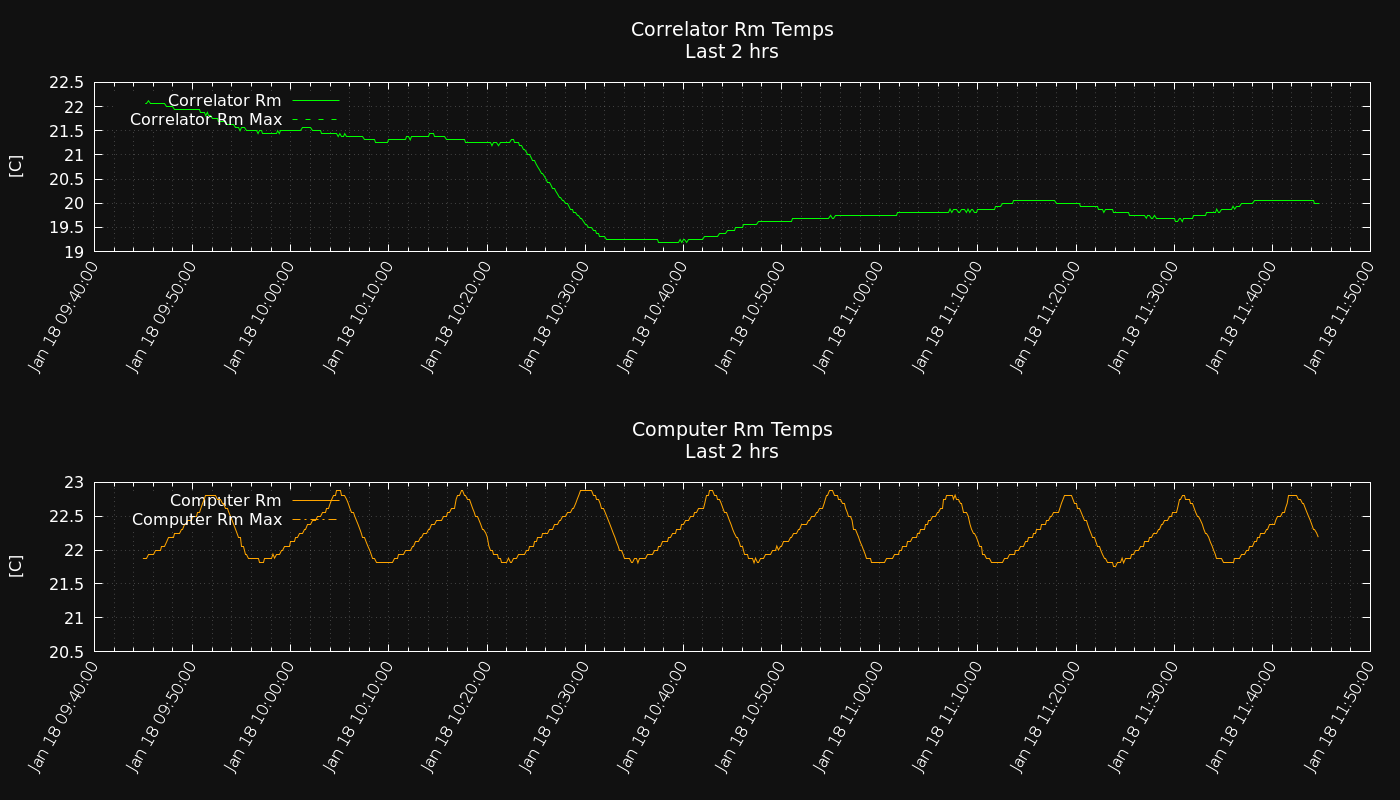 Correlator Rm Temps
Last 2 hrs
[C]
22.5
22
21.5
21
20.5
20
19.5
19
Correlator Rm
Correlator Rm Max
Jan 18 09:40:00
Jan 18 09:50:00
Jan 18 10:00:00
Jan 18 10:10:00
Jan 18 10:20:00
Jan 18 10:30:00
Jan 18 10:40:00
Jan 18 10:50:00
Jan 18 11:00:00
Jan 18 11:10:00
Jan 18 11:20:00
Jan 18 11:30:00
Jan 18 11:40:00
Jan 18 11:50:00
Computer Rm Temps
Last 2 hrs
[C]
23
22.5
22
21.5
21
20.5
Computer Rm
Computer Rm Max
Jan 18 09:40:00
Jan 18 09:50:00
Jan 18 10:00:00
Jan 18 10:10:00
Jan 18 10:20:00
Jan 18 10:30:00
Jan 18 10:40:00
Jan 18 10:50:00
Jan 18 11:00:00
Jan 18 11:10:00
Jan 18 11:20:00
Jan 18 11:30:00
Jan 18 11:40:00
Jan 18 11:50:00